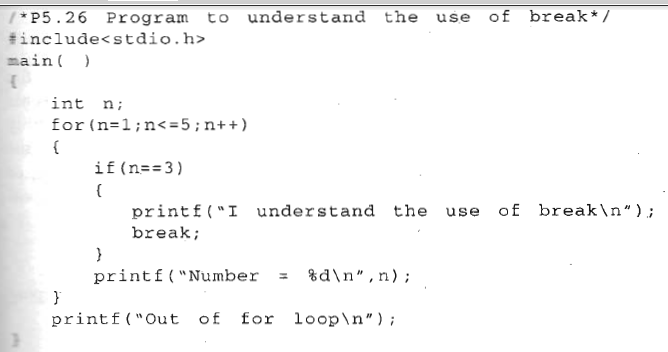 /*P5.26 Program to understand the use of break*/
#include<stdio.h>
main( )
{
int n;
for(n=1;n<=5;n++)
{
if(n==3)
{
printf("I understand the use of break\n");
break;
}
printf("Number = %d\n",n);
}
printf("Out of for loop\n");
}